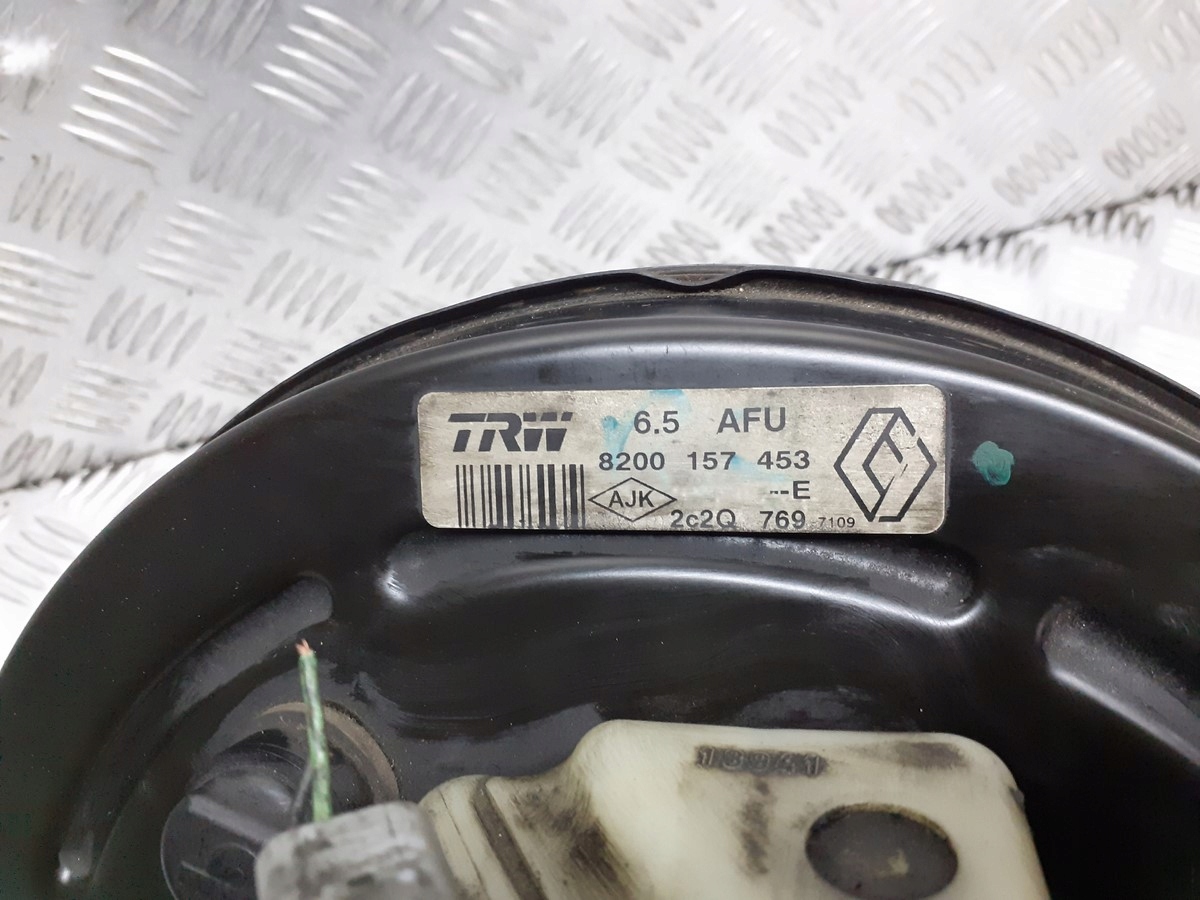 TRW 6.5 AFU
8200 157 453
AJK --E
2c2Q 769 7109